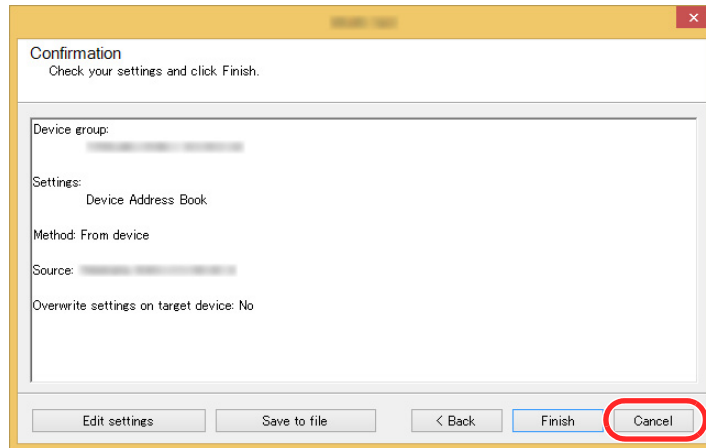 Confirmation
Check your settings and click Finish.
Device group:
Settings:
Device Address Book
Method: From device
Source:
Overwrite settings on target device: No
Edit settings Save to file < Back Finish Cancel